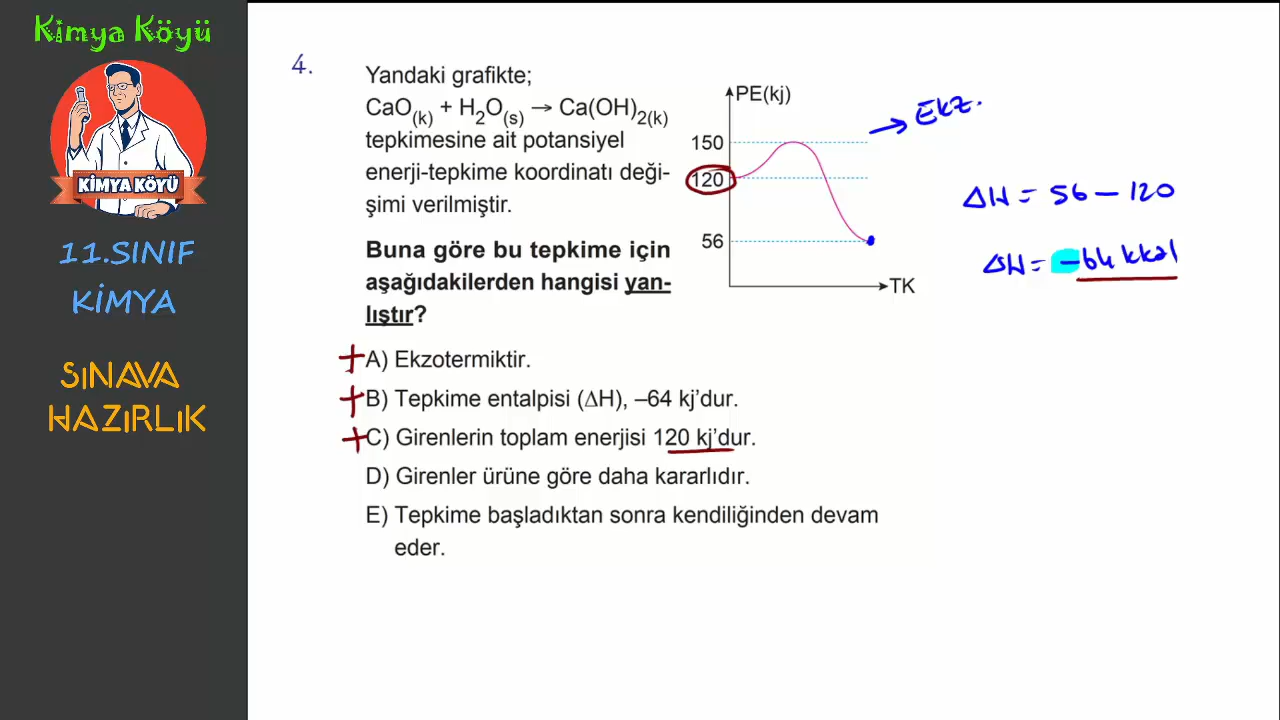 Kimya Köyü
KİMYA KÖYÜ
11.SINIF
KİMYA
SINAVA
HAZIRLIK
4.
Yandaki grafikte;
CaO(k) + H2O(s) → Ca(OH)2(k)
tepkimesine ait potansiyel
enerji-tepkime koordinatı deği-
şimi verilmiştir.
Buna göre bu tepkime için
aşağıdakilerden hangisi yan-
lıştır?
PE(kj)
150
120
56
TK
Ekz.
ΔH = 56 – 120
ΔH = –64 kkal
A) Ekzotermiktir.
B) Tepkime entalpisi (∆H), –64 kj’dur.
C) Girenlerin toplam enerjisi 120 kj’dur.
D) Girenler ürüne göre daha kararlıdır.
E) Tepkime başladıktan sonra kendiliğinden devam
eder.